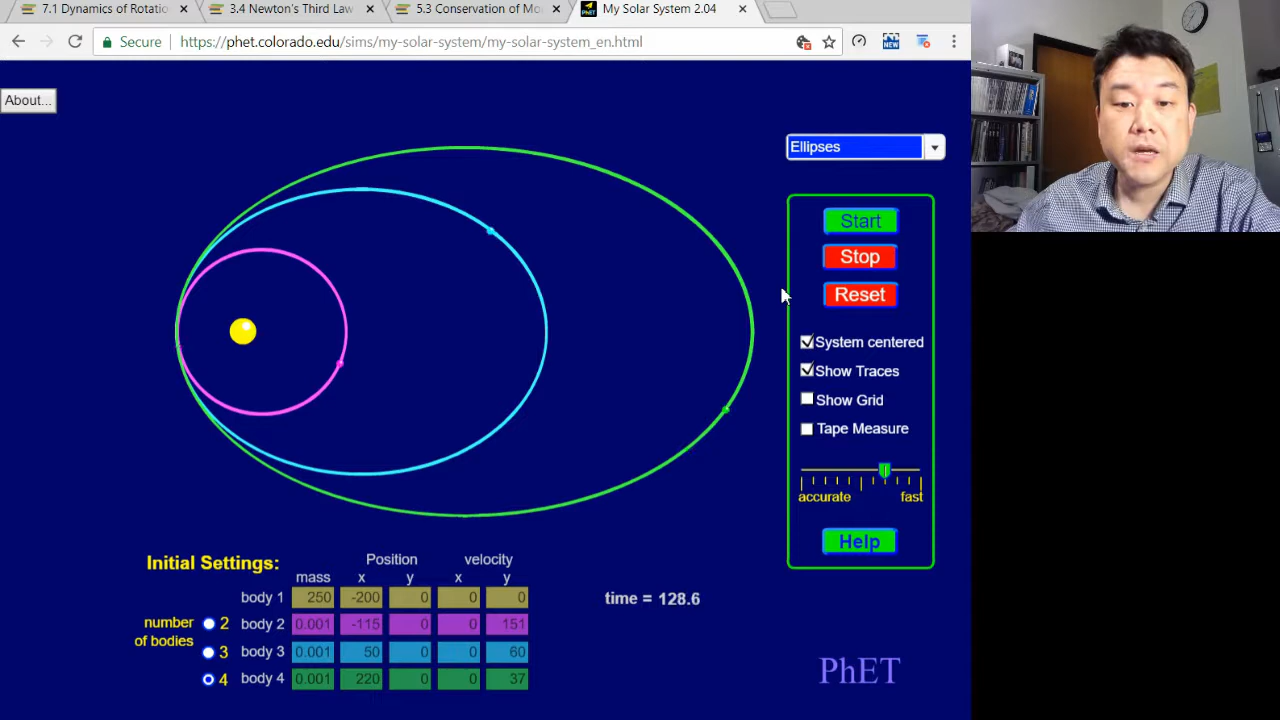 7.1 Dynamics of Rotatio
3.4 Newton's Third Law
5.3 Conservation of Mo
My Solar System 2.04
Secure https://phet.colorado.edu/sims/my-solar-system/my-solar-system_en.html
NEW
About...
Ellipses
Start
Stop
Reset
System centered
Show Traces
Show Grid
Tape Measure
accurate fast
Help
Initial Settings:
Position velocity
mass x y x y
body 1 250 -200 0 0 0
number of bodies
2 body 2 0.001 -115 0 0 151
3 body 3 0.001 50 0 0 60
4 body 4 0.001 220 0 0 37
time = 128.6
PhET